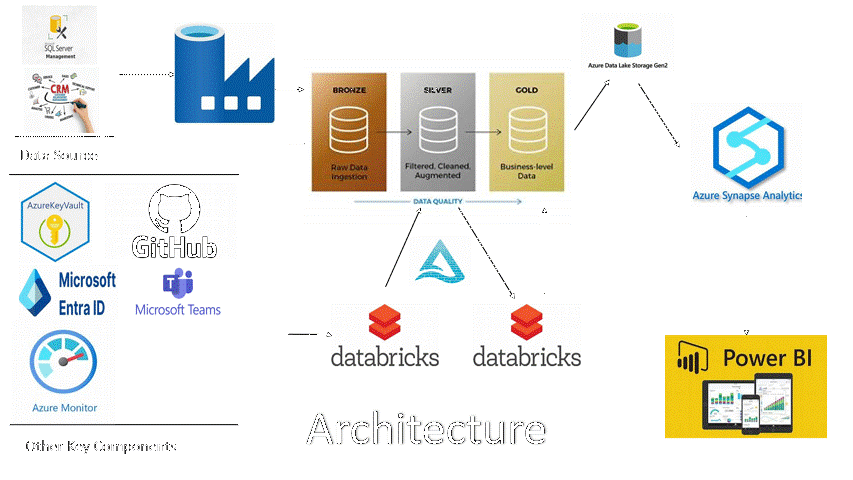 SQL Server
Management
CRM
Data Source
BRONZE
SILVER
GOLD
Raw Data
Ingestion
Filtered, Cleaned,
Augmented
Business-level
Data
DATA QUALITY
Azure Data Lake Storage Gen2
Azure Synapse Analytics
AzureKeyVault
GitHub
Microsoft
Entra ID
Microsoft Teams
Azure Monitor
Other Key Components
databricks
databricks
Architecture
Power BI